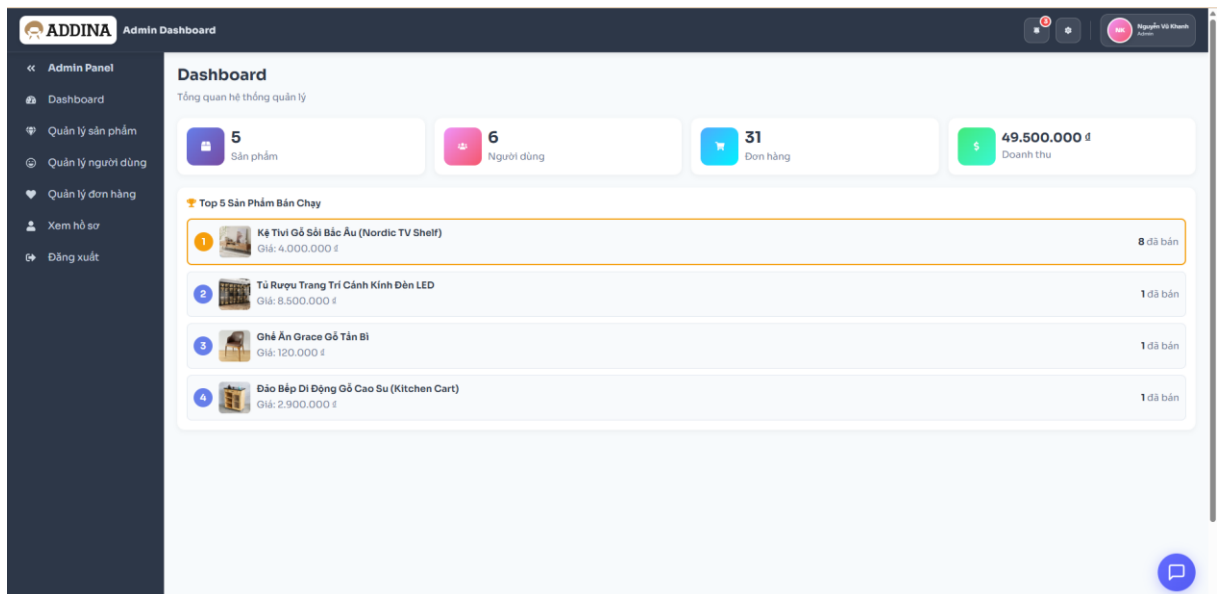 ADDINA Admin Dashboard
3
NK
Nguyễn Vũ Khanh
Admin
« Admin Panel
Dashboard
Quản lý sản phẩm
Quản lý người dùng
Quản lý đơn hàng
Xem hồ sơ
Đăng xuất
Dashboard
Tổng quan hệ thống quản lý
5
Sản phẩm
6
Người dùng
31
Đơn hàng
$
49.500.000 ₫
Doanh thu
Top 5 Sản Phẩm Bán Chạy
1
Kệ Tivi Gỗ Sồi Bắc Âu (Nordic TV Shelf)
Giá: 4.000.000 ₫
8 đã bán
2
Tủ Rượu Trang Trí Cánh Kính Đèn LED
Giá: 8.500.000 ₫
1 đã bán
3
Ghế Ăn Grace Gỗ Tần Bì
Giá: 120.000 ₫
1 đã bán
4
Đảo Bếp Di Động Gỗ Cao Su (Kitchen Cart)
Giá: 2.900.000 ₫
1 đã bán